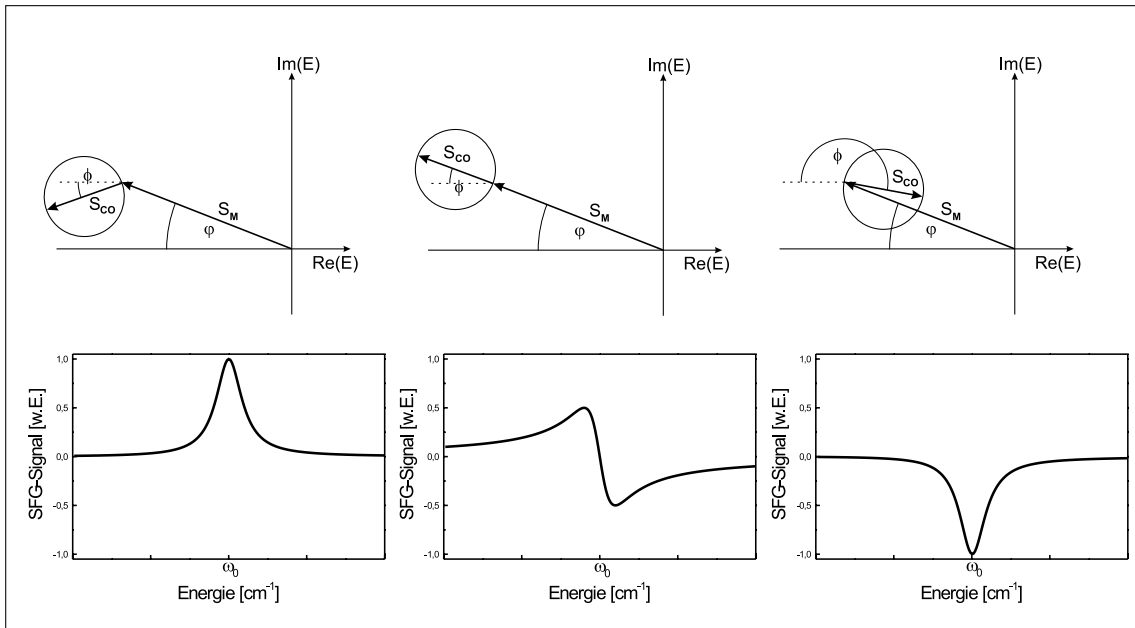 Im(E)
Im(E)
Im(E)
ϕ
S_CO
S_M
φ
Re(E)
S_CO
ϕ
S_M
φ
Re(E)
ϕ
S_CO
S_M
φ
Re(E)
1,0
0,5
0,0
-0,5
-1,0
SFG-Signal [w.E.]
ω₀
Energie [cm⁻¹]
1,0
0,5
0,0
-0,5
-1,0
SFG-Signal [w.E.]
ω₀
Energie [cm⁻¹]
1,0
0,5
0,0
-0,5
-1,0
SFG-Signal [w.E.]
ω₀
Energie [cm⁻¹]